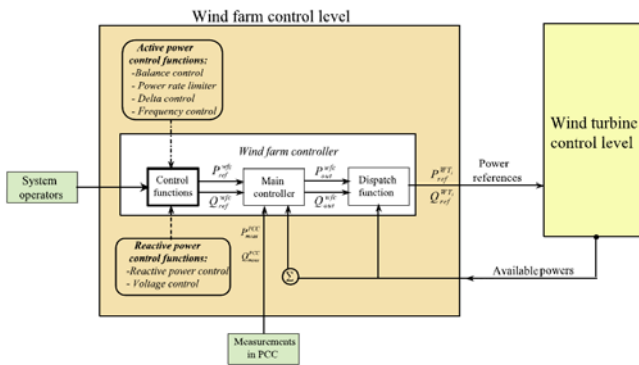 Wind farm control level
Active power
control functions:
-Balance control
- Power rate limiter
- Delta control
- Frequency control
Wind turbine
control level
Wind farm controller
System
operators
Control
functions
P_ref^wfc
Q_ref^wfc
Main
controller
P_out^wfc
Q_out^wfc
Dispatch
function
P_ref^WT_i
Q_ref^WT_i
Power
references
P_meas^PCC
Q_meas^PCC
Reactive power
control functions:
-Reactive power control
- Voltage control
Σ
Available powers
Measurements
in PCC